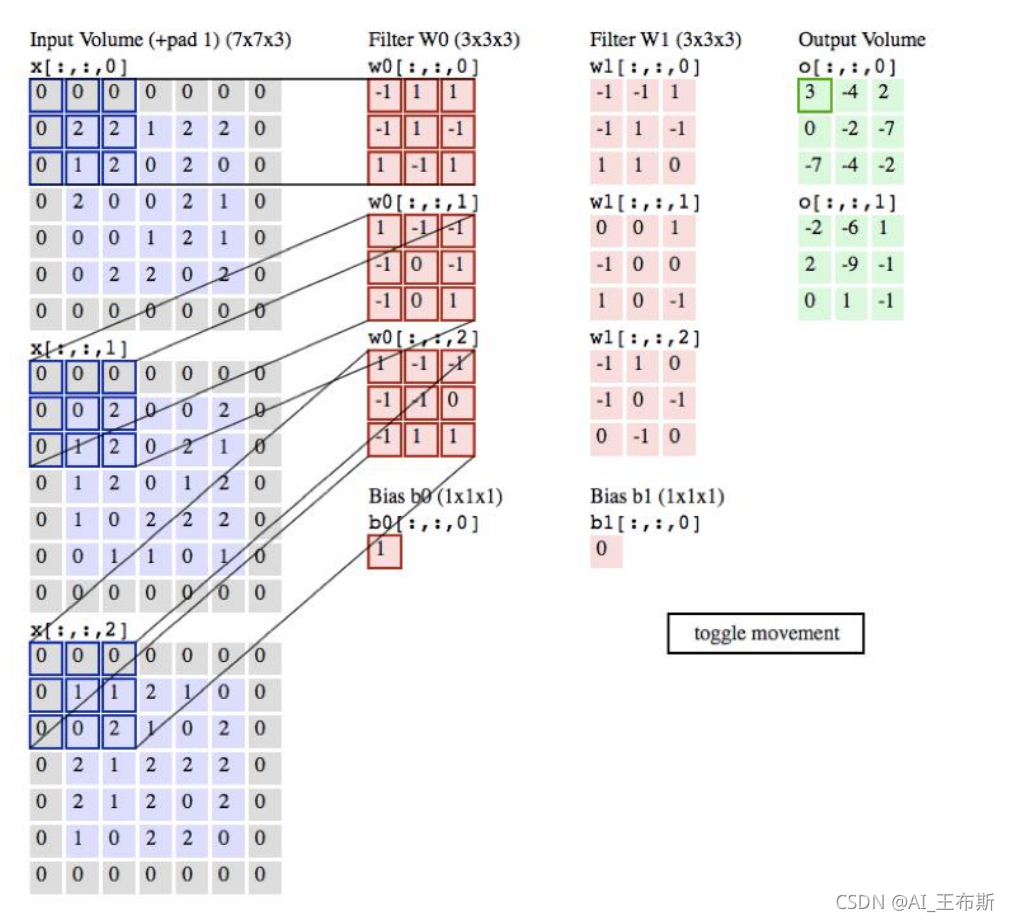 Input Volume (+pad 1) (7x7x3)
x[:,:,0]
0 0 0 0 0 0 0
0 2 2 1 2 2 0
0 1 2 0 2 0 0
0 2 0 0 2 1 0
0 0 0 1 2 1 0
0 0 2 2 0 2 0
0 0 0 0 0 0 0
x[:,:,1]
0 0 0 0 0 0 0
0 0 2 0 0 2 0
0 1 2 0 2 1 0
0 1 2 0 1 2 0
0 1 0 2 2 2 0
0 0 1 1 0 1 0
0 0 0 0 0 0 0
x[:,:,2]
0 0 0 0 0 0 0
0 1 1 2 1 0 0
0 0 2 1 0 2 0
0 2 1 2 2 2 0
0 2 1 2 0 2 0
0 1 0 2 2 0 0
0 0 0 0 0 0 0
Filter W0 (3x3x3)
w0[:,:,0]
-1 1 1
-1 1 -1
1 -1 1
w0[:,:,1]
1 -1 -1
-1 0 -1
-1 0 1
w0[:,:,2]
1 -1 -1
-1 -1 0
-1 1 1
Bias b0 (1x1x1)
b0[:,:,0]
1
Filter W1 (3x3x3)
w1[:,:,0]
-1 -1 1
-1 1 -1
1 1 0
w1[:,:,1]
0 0 1
-1 0 0
1 0 -1
w1[:,:,2]
-1 1 0
-1 0 -1
0 -1 0
Bias b1 (1x1x1)
b1[:,:,0]
0
Output Volume
o[:,:,0]
3 -4 2
0 -2 -7
-7 -4 -2
o[:,:,1]
-2 -6 1
2 -9 -1
0 1 -1
toggle movement
CSDN @AI_王布斯